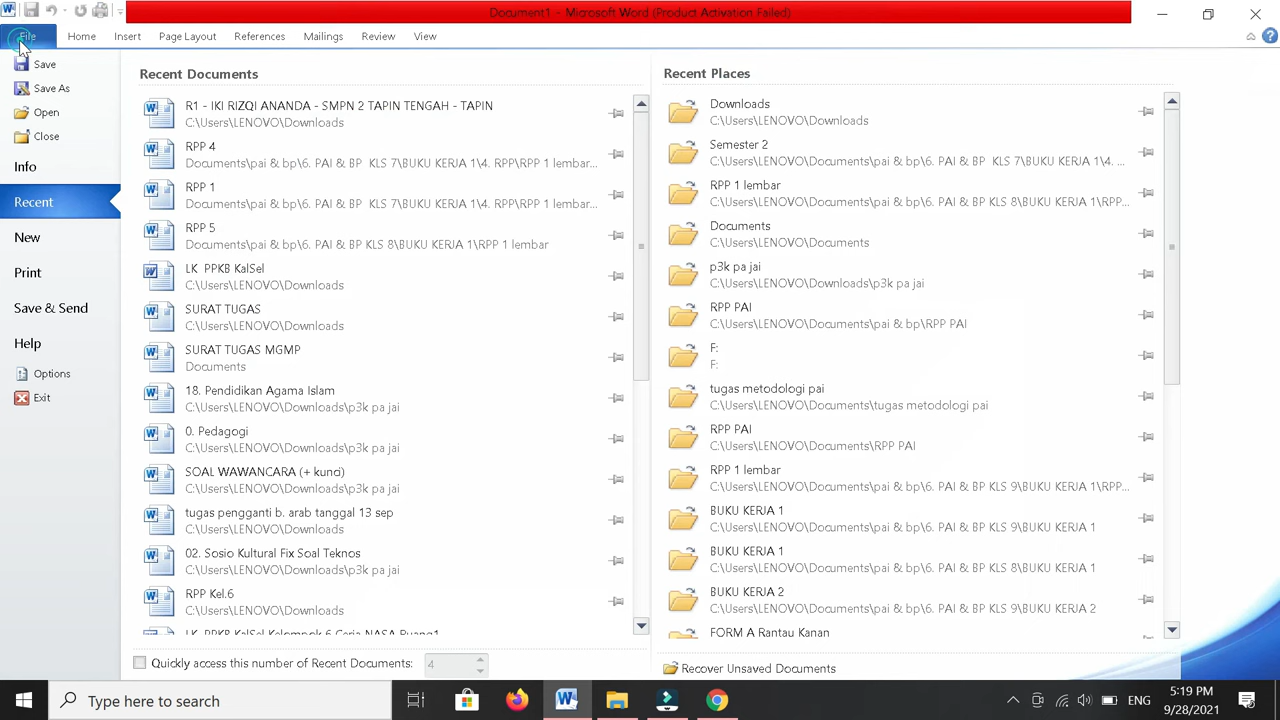 Document1 - Microsoft Word (Product Activation Failed)
File Home Insert Page Layout References Mailings Review View
Save
Save As
Open
Close
Info
Recent
New
Print
Save & Send
Help
Options
Exit
Recent Documents
R1 - IKI RIZQI ANANDA - SMPN 2 TAPIN TENGAH - TAPIN
C:\Users\LENOVO\Downloads
RPP 4
Documents\pai & bp\6. PAI & BP KLS 7\BUKU KERJA 1\4. RPP\RPP 1 lembar...
RPP 1
Documents\pai & bp\6. PAI & BP KLS 7\BUKU KERJA 1\4. RPP\RPP 1 lembar...
RPP 5
Documents\pai & bp\6. PAI & BP KLS 8\BUKU KERJA 1\RPP 1 lembar
LK PPKB KalSel
C:\Users\LENOVO\Downloads
SURAT TUGAS
C:\Users\LENOVO\Downloads
SURAT TUGAS MGMP
Documents
18. Pendidikan Agama Islam
C:\Users\LENOVO\Downloads\p3k pa jai
0. Pedagogi
C:\Users\LENOVO\Downloads\p3k pa jai
SOAL WAWANCARA (+ kunci)
C:\Users\LENOVO\Downloads\p3k pa jai
tugas pengganti b. arab tanggal 13 sep
C:\Users\LENOVO\Downloads
02. Sosio Kultural Fix Soal Teknos
C:\Users\LENOVO\Downloads\p3k pa jai
RPP Kel.6
C:\Users\LENOVO\Downloads
LK PPKB KalSel Kelompok 6 Ceria NASA Ruang1
Quickly access this number of Recent Documents: 4
Recent Places
Downloads
C:\Users\LENOVO\Downloads
Semester 2
C:\Users\LENOVO\Documents\pai & bp\6. PAI & BP KLS 7\BUKU KERJA 1\4. ...
RPP 1 lembar
C:\Users\LENOVO\Documents\pai & bp\6. PAI & BP KLS 8\BUKU KERJA 1\RPP...
Documents
C:\Users\LENOVO\Documents
p3k pa jai
C:\Users\LENOVO\Downloads\p3k pa jai
RPP PAI
C:\Users\LENOVO\Documents\pai & bp\RPP PAI
F:
F:
tugas metodologi pai
C:\Users\LENOVO\Documents\tugas metodologi pai
RPP PAI
C:\Users\LENOVO\Documents\RPP PAI
RPP 1 lembar
C:\Users\LENOVO\Documents\pai & bp\6. PAI & BP KLS 9\BUKU KERJA 1\RPP...
BUKU KERJA 1
C:\Users\LENOVO\Documents\pai & bp\6. PAI & BP KLS 9\BUKU KERJA 1
BUKU KERJA 1
C:\Users\LENOVO\Documents\pai & bp\6. PAI & BP KLS 8\BUKU KERJA 1
BUKU KERJA 2
C:\Users\LENOVO\Documents\pai & bp\6. PAI & BP KLS 9\BUKU KERJA 2
FORM A Rantau Kanan
Recover Unsaved Documents
Type here to search
ENG
5:19 PM
9/28/2021